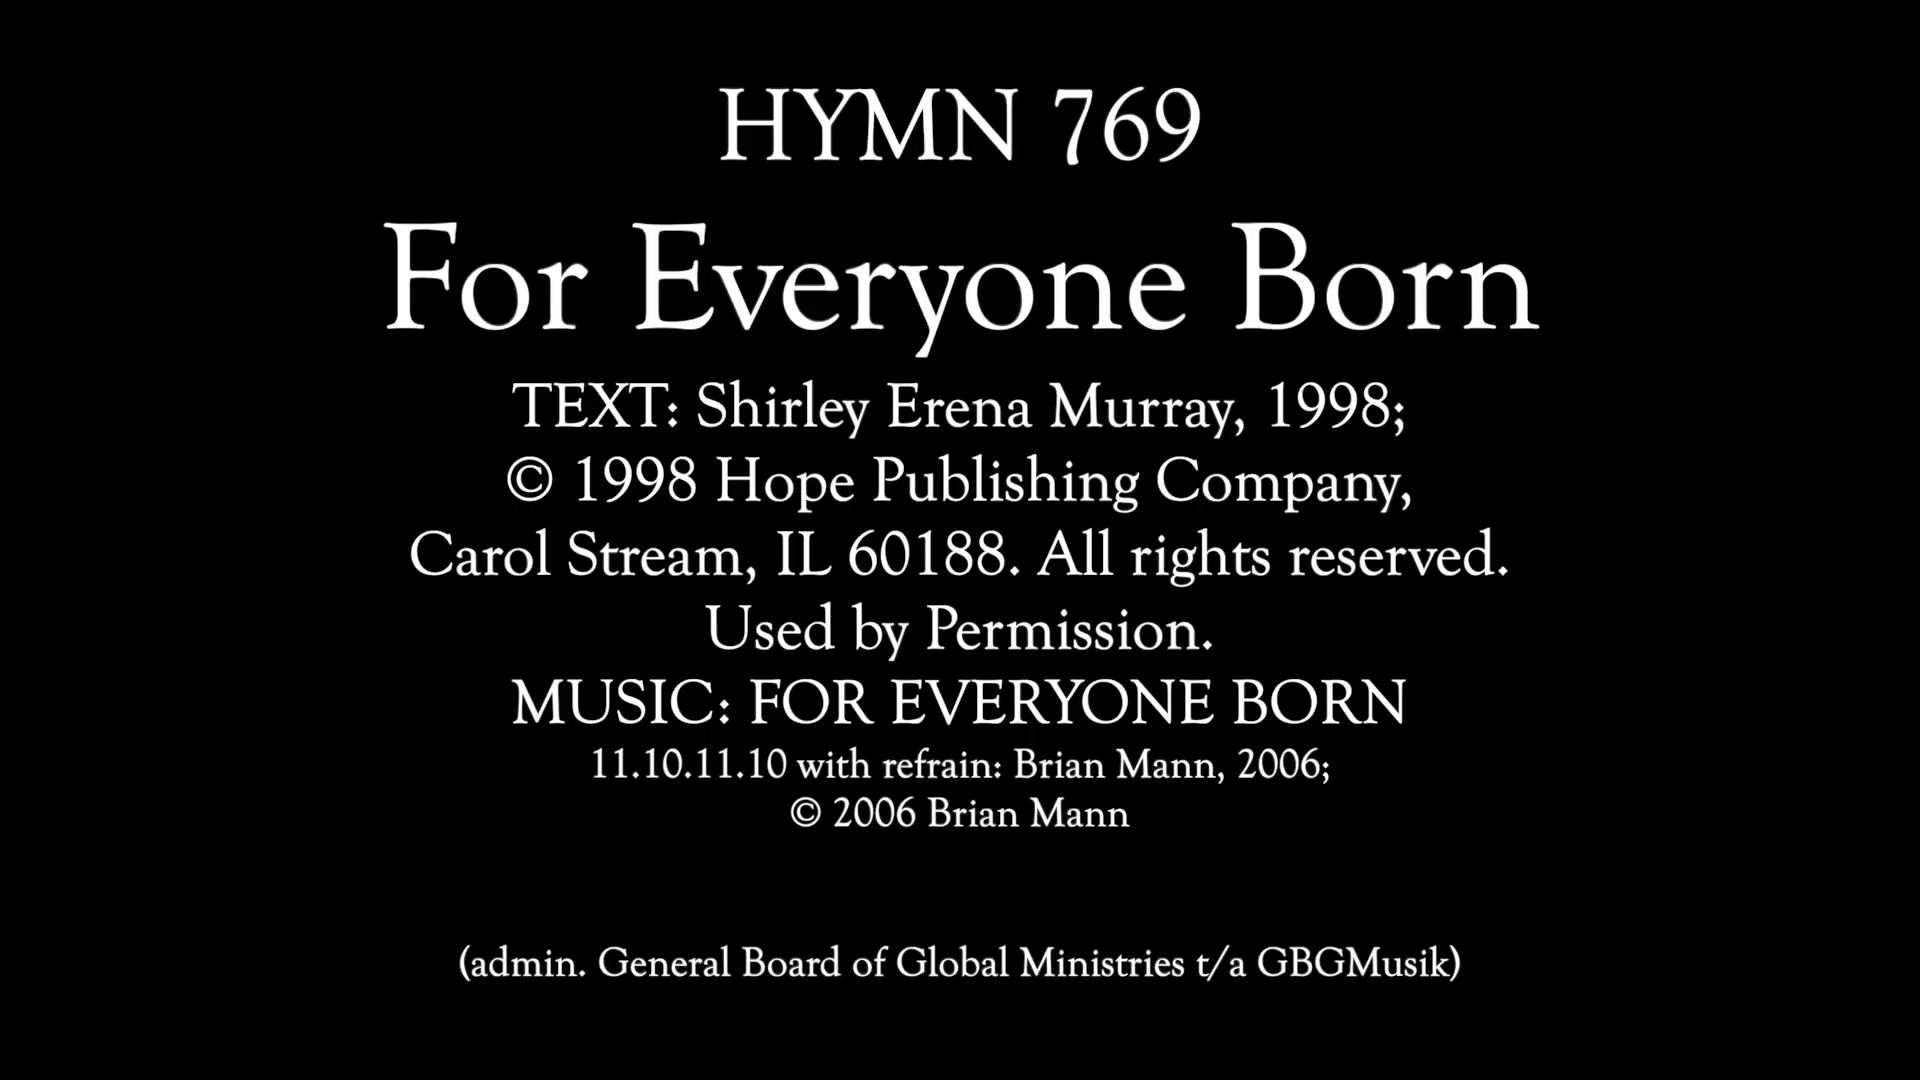 HYMN 769
For Everyone Born
TEXT: Shirley Erena Murray, 1998;
© 1998 Hope Publishing Company,
Carol Stream, IL 60188. All rights reserved.
Used by Permission.
MUSIC: FOR EVERYONE BORN
11.10.11.10 with refrain: Brian Mann, 2006;
© 2006 Brian Mann
(admin. General Board of Global Ministries t/a GBGMusik)